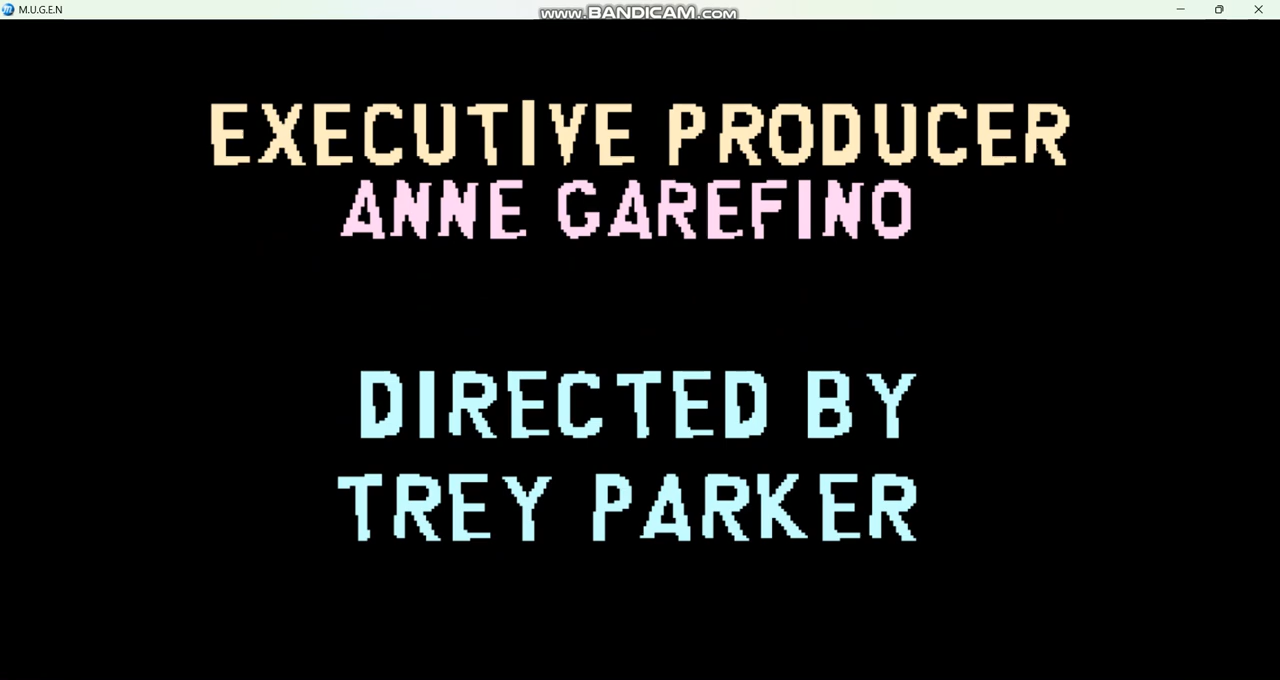 M.U.G.E.N
www.BANDICAM.com
EXECUTIVE PRODUCER
ANNE GAREFINO
DIRECTED BY
TREY PARKER